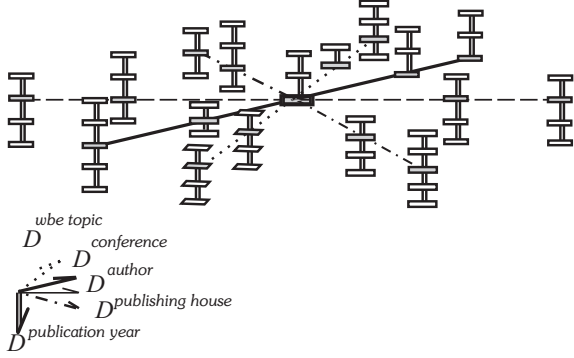 D wbe topic
D conference
D author
D publishing house
D publication year